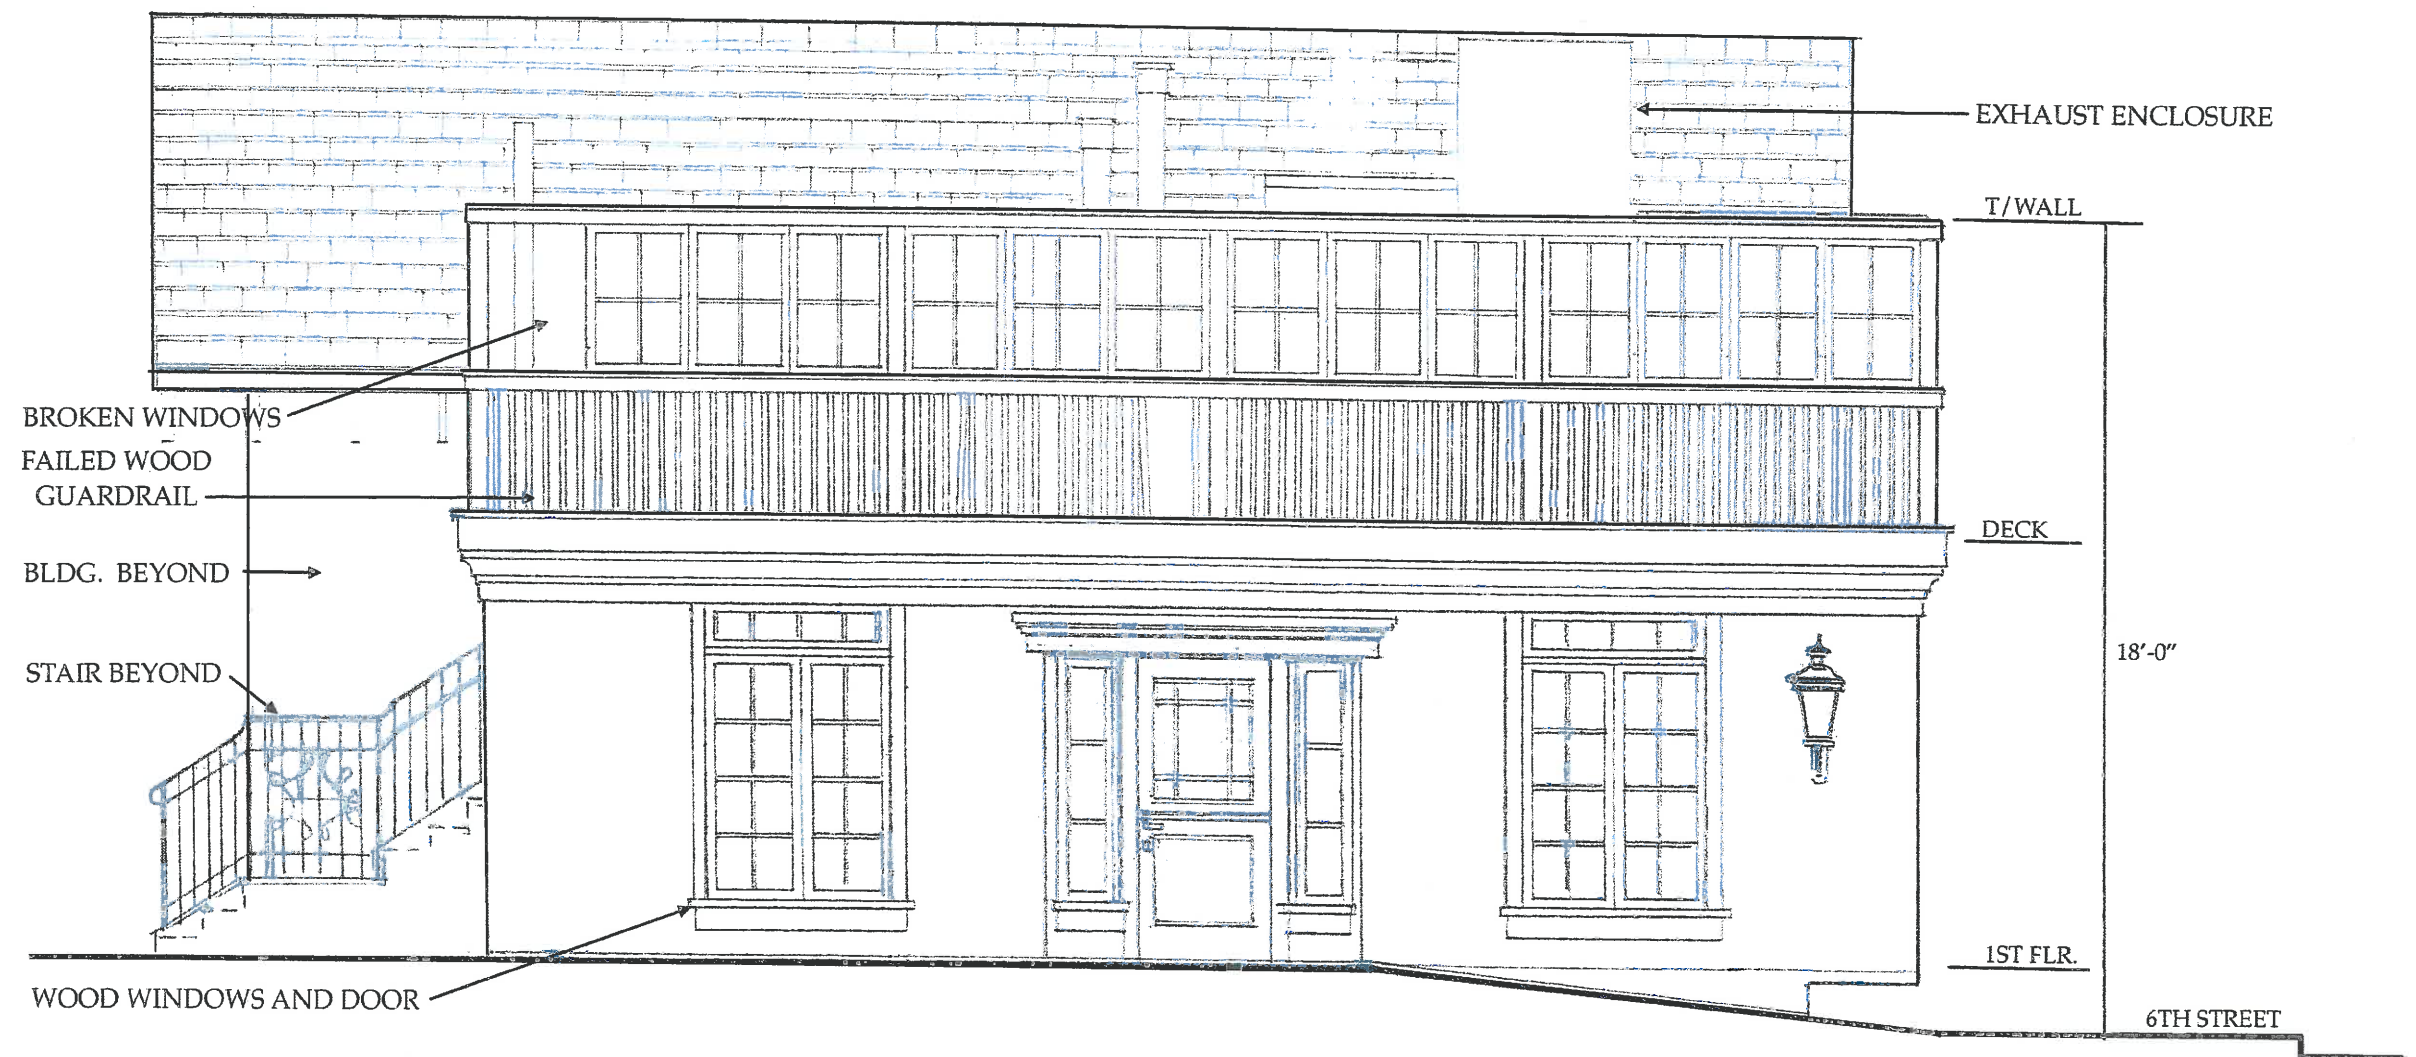 EXHAUST ENCLOSURE
T/WALL
BROKEN WINDOWS
FAILED WOOD
GUARDRAIL
DECK
BLDG. BEYOND
18'-0"
STAIR BEYOND
1ST FLR.
WOOD WINDOWS AND DOOR
6TH STREET